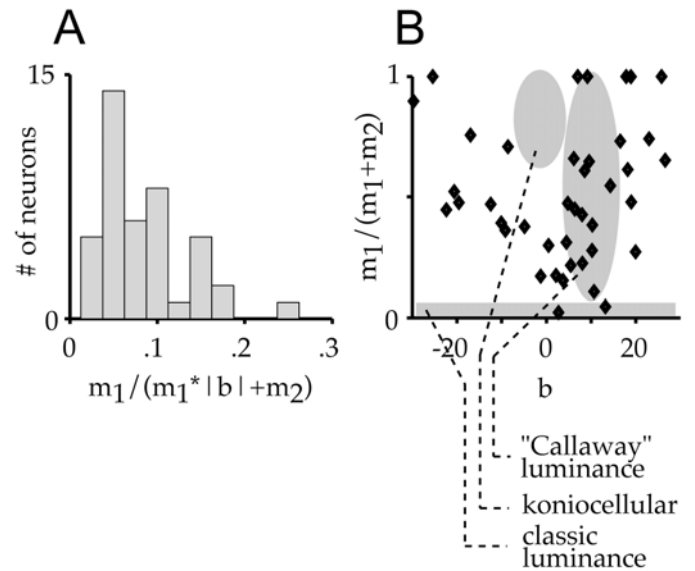 A
B
15
# of neurons
0
0
.1
.2
.3
m1/(m1*|b|+m2)
1
m1/(m1+m2)
0
-20
0
20
b
"Callaway"
luminance
koniocellular
classic
luminance